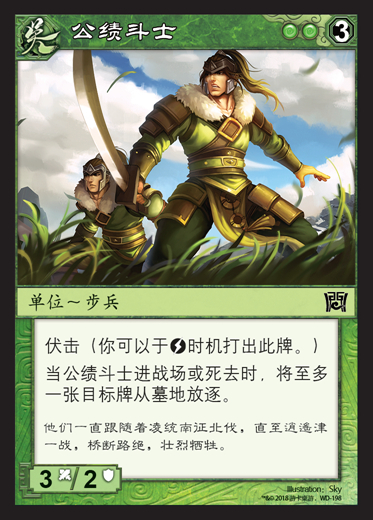 公绩斗士
3
单位～步兵
伏击（你可以于时机打出此牌。）
当公绩斗士进战场或死去时，将至多
一张目标牌从墓地放逐。
他们一直跟随着凌统南征北伐，直至逍遥津
一战，桥断路绝，壮烈牺牲。
3/2
Illustration: Sky
™&©2018 游卡桌游，WD-198